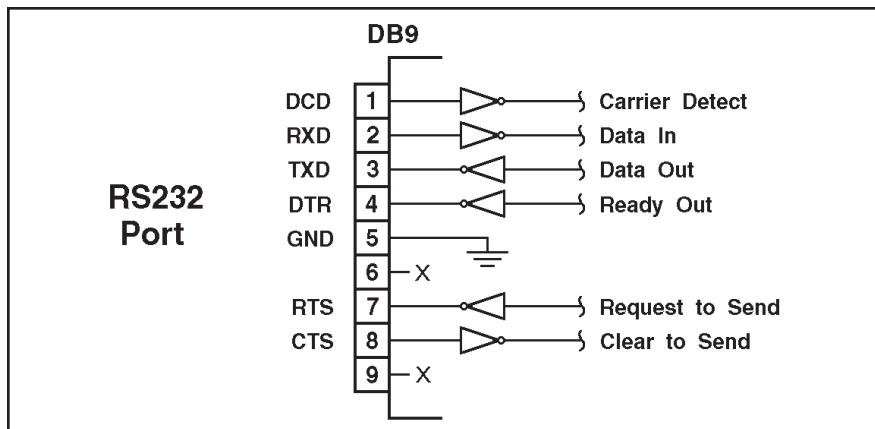 DB9
DCD 1 Carrier Detect
RXD 2 Data In
TXD 3 Data Out
DTR 4 Ready Out
GND 5
6 X
RTS 7 Request to Send
CTS 8 Clear to Send
9 X
RS232
Port